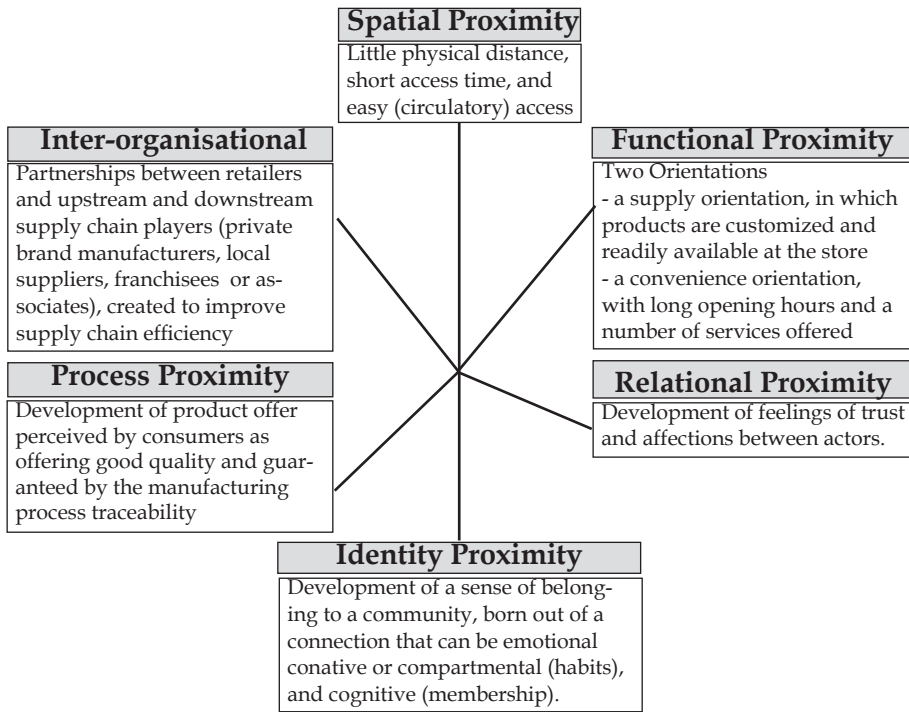 Spatial Proximity
Little physical distance,
short access time, and
easy (circulatory) access
Inter-organisational
Partnerships between retailers
and upstream and downstream
supply chain players (private
brand manufacturers, local
suppliers, franchisees or as-
sociates), created to improve
supply chain efficiency
Functional Proximity
Two Orientations
- a supply orientation, in which
products are customized and
readily available at the store
- a convenience orientation,
with long opening hours and a
number of services offered
Process Proximity
Development of product offer
perceived by consumers as
offering good quality and guar-
anteed by the manufacturing
process traceability
Relational Proximity
Development of feelings of trust
and affections between actors.
Identity Proximity
Development of a sense of belong-
ing to a community, born out of a
connection that can be emotional
conative or compartmental (habits),
and cognitive (membership).